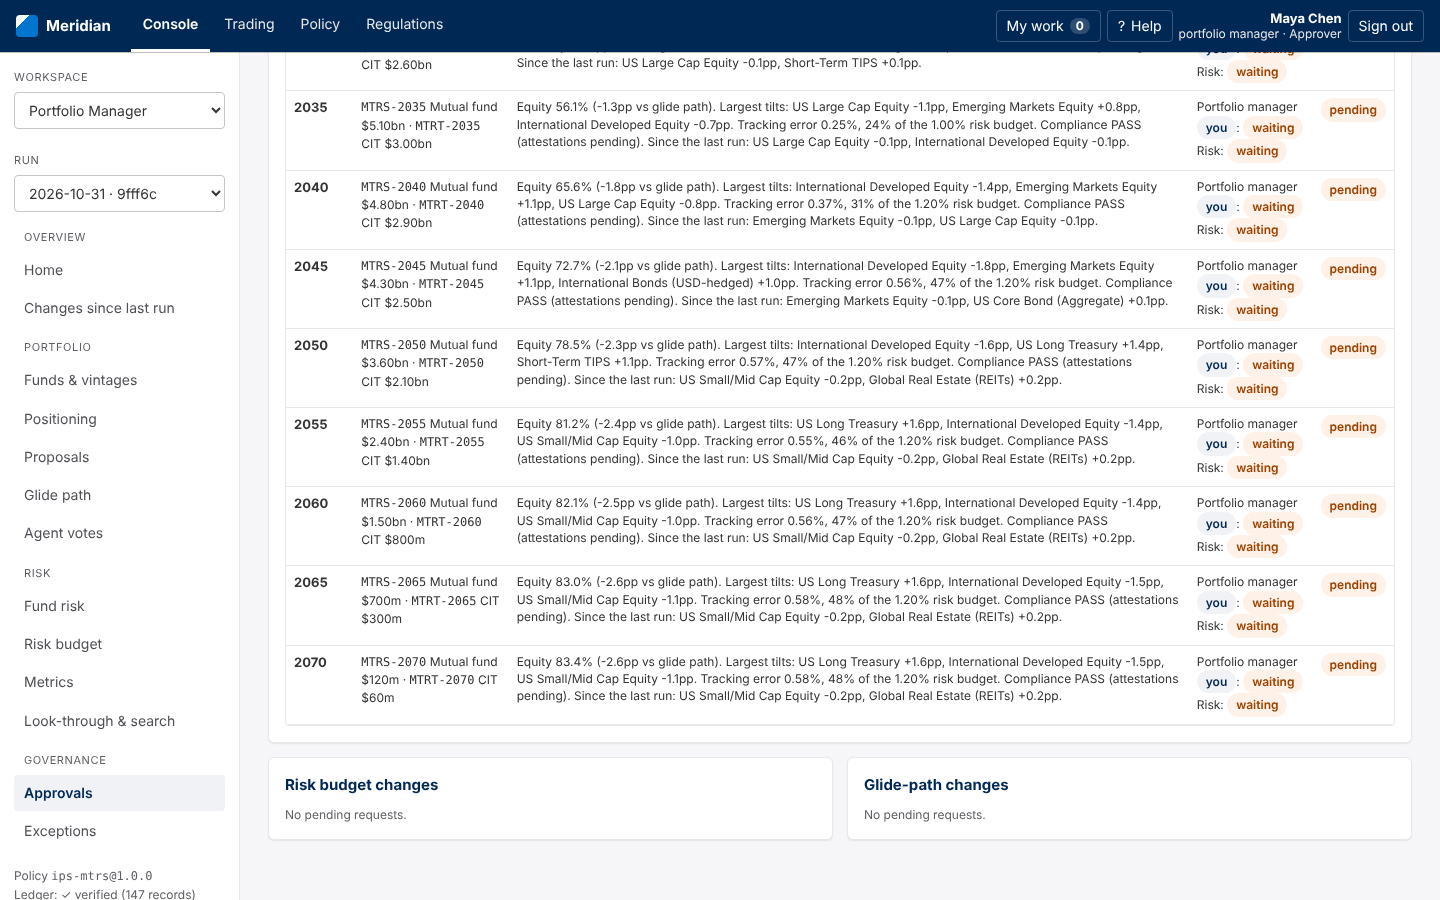 Meridian
Console
Trading
Policy
Regulations
My work 0
? Help
Maya Chen
portfolio manager · Approver
Sign out
WORKSPACE
Portfolio Manager
RUN
2026-10-31 · 9fff6c
OVERVIEW
Home
Changes since last run
PORTFOLIO
Funds & vintages
Positioning
Proposals
Glide path
Agent votes
RISK
Fund risk
Risk budget
Metrics
Look-through & search
GOVERNANCE
Approvals
Exceptions
Policy ips-mtrs@1.0.0
Ledger: ✓ verified (147 records)
CIT $2.60bn
Since the last run: US Large Cap Equity -0.1pp, Short-Term TIPS +0.1pp.
you : waiting
Risk: waiting
2035
MTRS-2035 Mutual fund
$5.10bn · MTRT-2035
CIT $3.00bn
Equity 56.1% (-1.3pp vs glide path). Largest tilts: US Large Cap Equity -1.1pp, Emerging Markets Equity +0.8pp,
International Developed Equity -0.7pp. Tracking error 0.25%, 24% of the 1.00% risk budget. Compliance PASS
(attestations pending). Since the last run: US Large Cap Equity -0.1pp, International Developed Equity -0.1pp.
Portfolio manager
you : waiting
Risk: waiting
pending
2040
MTRS-2040 Mutual fund
$4.80bn · MTRT-2040
CIT $2.90bn
Equity 65.6% (-1.8pp vs glide path). Largest tilts: International Developed Equity -1.4pp, Emerging Markets Equity
+1.1pp, US Large Cap Equity -0.8pp. Tracking error 0.37%, 31% of the 1.20% risk budget. Compliance PASS
(attestations pending). Since the last run: Emerging Markets Equity -0.1pp, US Large Cap Equity -0.1pp.
Portfolio manager
you : waiting
Risk: waiting
pending
2045
MTRS-2045 Mutual fund
$4.30bn · MTRT-2045
CIT $2.50bn
Equity 72.7% (-2.1pp vs glide path). Largest tilts: International Developed Equity -1.8pp, Emerging Markets Equity
+1.1pp, International Bonds (USD-hedged) +1.0pp. Tracking error 0.56%, 47% of the 1.20% risk budget. Compliance
PASS (attestations pending). Since the last run: Emerging Markets Equity -0.1pp, US Core Bond (Aggregate) +0.1pp.
Portfolio manager
you : waiting
Risk: waiting
pending
2050
MTRS-2050 Mutual fund
$3.60bn · MTRT-2050
CIT $2.10bn
Equity 78.5% (-2.3pp vs glide path). Largest tilts: International Developed Equity -1.6pp, US Long Treasury +1.4pp,
Short-Term TIPS +1.1pp. Tracking error 0.57%, 47% of the 1.20% risk budget. Compliance PASS (attestations
pending). Since the last run: US Small/Mid Cap Equity -0.2pp, Global Real Estate (REITs) +0.2pp.
Portfolio manager
you : waiting
Risk: waiting
pending
2055
MTRS-2055 Mutual fund
$2.40bn · MTRT-2055
CIT $1.40bn
Equity 81.2% (-2.4pp vs glide path). Largest tilts: US Long Treasury +1.6pp, International Developed Equity -1.4pp,
US Small/Mid Cap Equity -1.0pp. Tracking error 0.55%, 46% of the 1.20% risk budget. Compliance PASS
(attestations pending). Since the last run: US Small/Mid Cap Equity -0.2pp, Global Real Estate (REITs) +0.2pp.
Portfolio manager
you : waiting
Risk: waiting
pending
2060
MTRS-2060 Mutual fund
$1.50bn · MTRT-2060
CIT $800m
Equity 82.1% (-2.5pp vs glide path). Largest tilts: US Long Treasury +1.6pp, International Developed Equity -1.4pp,
US Small/Mid Cap Equity -1.0pp. Tracking error 0.56%, 47% of the 1.20% risk budget. Compliance PASS
(attestations pending). Since the last run: US Small/Mid Cap Equity -0.2pp, Global Real Estate (REITs) +0.2pp.
Portfolio manager
you : waiting
Risk: waiting
pending
2065
MTRS-2065 Mutual fund
$700m · MTRT-2065 CIT
$300m
Equity 83.0% (-2.6pp vs glide path). Largest tilts: US Long Treasury +1.6pp, International Developed Equity -1.5pp,
US Small/Mid Cap Equity -1.1pp. Tracking error 0.58%, 48% of the 1.20% risk budget. Compliance PASS (attestations
pending). Since the last run: US Small/Mid Cap Equity -0.2pp, Global Real Estate (REITs) +0.2pp.
Portfolio manager
you : waiting
Risk: waiting
pending
2070
MTRS-2070 Mutual fund
$120m · MTRT-2070 CIT
$60m
Equity 83.4% (-2.6pp vs glide path). Largest tilts: US Long Treasury +1.6pp, International Developed Equity -1.5pp,
US Small/Mid Cap Equity -1.1pp. Tracking error 0.58%, 48% of the 1.20% risk budget. Compliance PASS (attestations
pending). Since the last run: US Small/Mid Cap Equity -0.2pp, Global Real Estate (REITs) +0.2pp.
Portfolio manager
you : waiting
Risk: waiting
pending
Risk budget changes
No pending requests.
Glide-path changes
No pending requests.